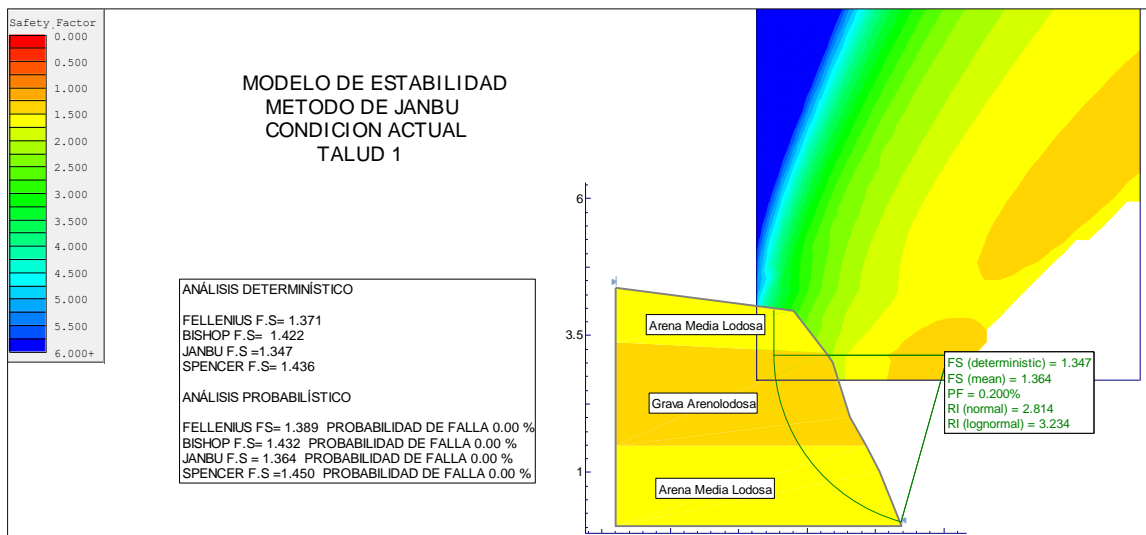 Safety Factor
0.000
0.500
1.000
1.500
2.000
2.500
3.000
3.500
4.000
4.500
5.000
5.500
6.000+
MODELO DE ESTABILIDAD
METODO DE JANBU
CONDICION ACTUAL
TALUD 1
ANÁLISIS DETERMINÍSTICO
FELLENIUS F.S= 1.371
BISHOP F.S= 1.422
JANBU F.S =1.347
SPENCER F.S= 1.436
ANÁLISIS PROBABILÍSTICO
FELLENIUS FS= 1.389 PROBABILIDAD DE FALLA 0.00 %
BISHOP F.S= 1.432 PROBABILIDAD DE FALLA 0.00 %
JANBU F.S = 1.364 PROBABILIDAD DE FALLA 0.00 %
SPENCER F.S =1.450 PROBABILIDAD DE FALLA 0.00 %
6
3.5
1
Arena Media Lodosa
Grava Arenolodosa
Arena Media Lodosa
FS (deterministic) = 1.347
FS (mean) = 1.364
PF = 0.200%
RI (normal) = 2.814
RI (lognormal) = 3.234